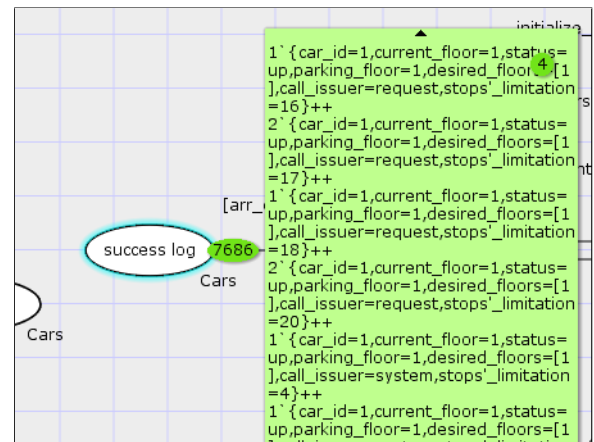 initialize
1`{car_id=1,current_floor=1,status=
up,parking_floor=1,desired_floors=[1
],call_issuer=request,stops'_limitation
=16}++
2`{car_id=1,current_floor=1,status=
up,parking_floor=1,desired_floors=[1
],call_issuer=request,stops'_limitation
=17}++
1`{car_id=1,current_floor=1,status=
up,parking_floor=1,desired_floors=[1
],call_issuer=request,stops'_limitation
=18}++
2`{car_id=1,current_floor=1,status=
up,parking_floor=1,desired_floors=[1
],call_issuer=request,stops'_limitation
=20}++
1`{car_id=1,current_floor=1,status=
up,parking_floor=1,desired_floors=[1
],call_issuer=system,stops'_limitation
=4}++
1`{car_id=1,current_floor=1,status=
up,parking_floor=1,desired_floors=[1
4
[arr_
success log
7686
Cars
Cars